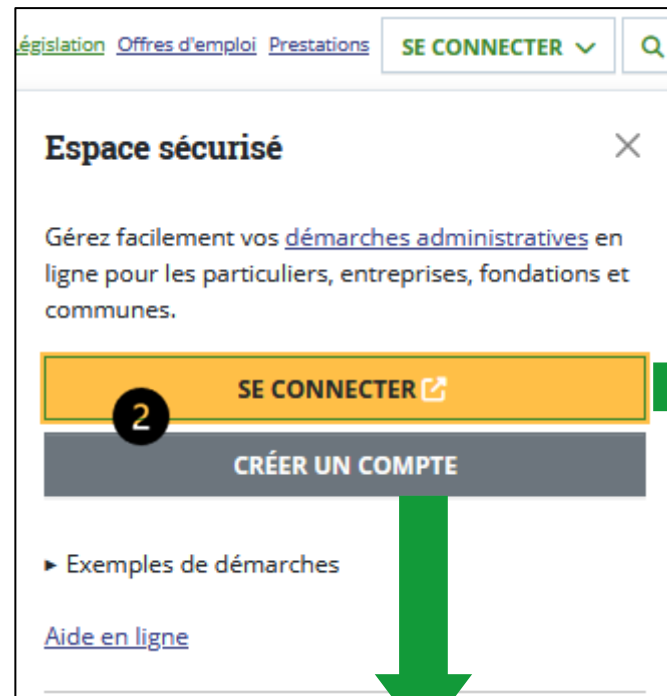 égislation Offres d'emploi Prestations SE CONNECTER
Espace sécurisé
Gérez facilement vos démarches administratives en
ligne pour les particuliers, entreprises, fondations et
communes.
SE CONNECTER
2
CRÉER UN COMPTE
▸ Exemples de démarches
Aide en ligne